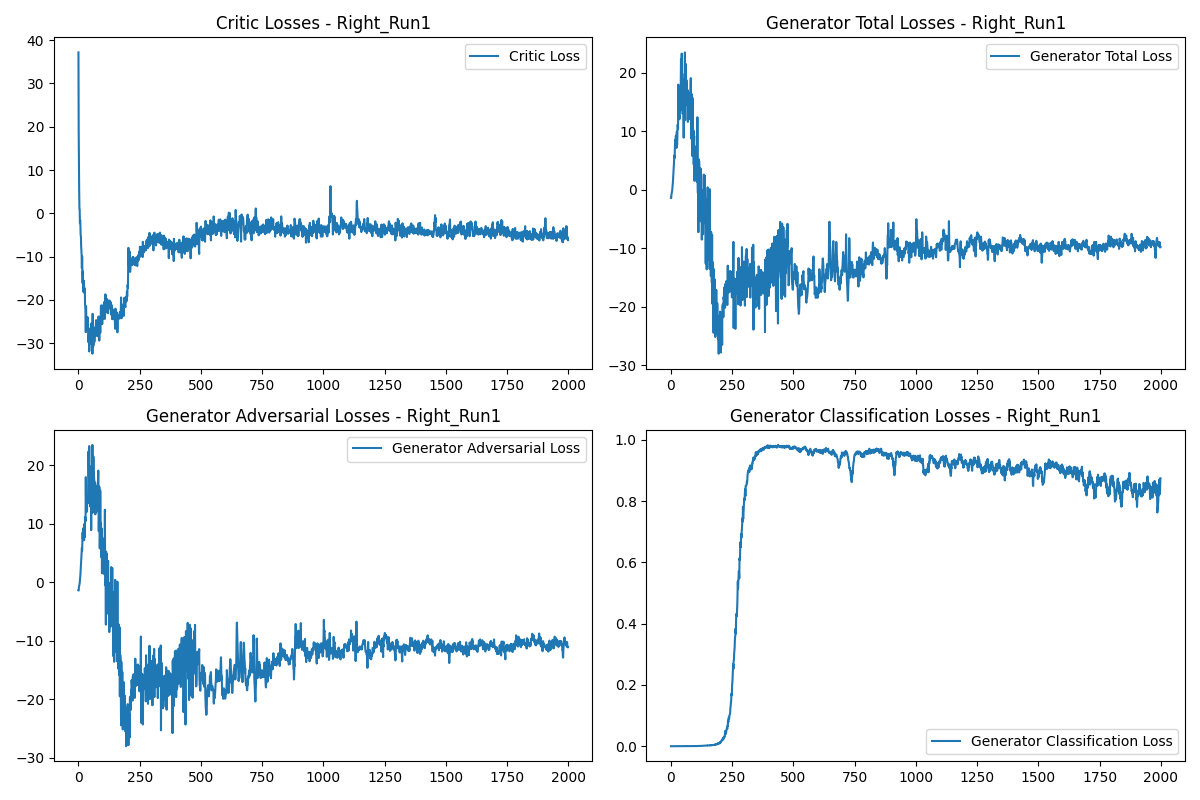 Critic Losses - Right_Run1
Critic Loss
40
30
20
10
0
−10
−20
−30
0 250 500 750 1000 1250 1500 1750 2000
Generator Total Losses - Right_Run1
Generator Total Loss
20
10
0
−10
−20
−30
0 250 500 750 1000 1250 1500 1750 2000
Generator Adversarial Losses - Right_Run1
Generator Adversarial Loss
20
10
0
−10
−20
−30
0 250 500 750 1000 1250 1500 1750 2000
Generator Classification Losses - Right_Run1
1.0
0.8
0.6
0.4
0.2
0.0
Generator Classification Loss
0 250 500 750 1000 1250 1500 1750 2000